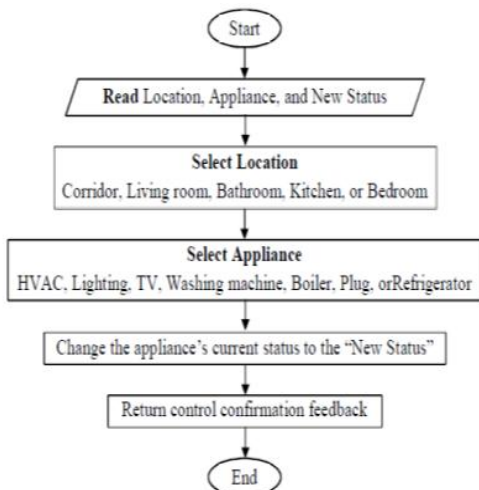 Start
Read Location, Appliance, and New Status
Select Location
Corridor, Living room, Bathroom, Kitchen, or Bedroom
Select Appliance
HVAC, Lighting, TV, Washing machine, Boiler, Plug, orRefrigerator
Change the appliance's current status to the “New Status”
Return control confirmation feedback
End